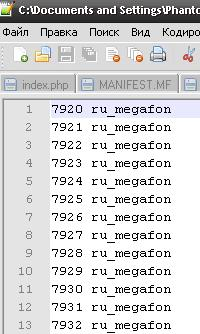 C:\Documents and Settings\Phanto
Файл Правка Поиск Вид Кодиро
index.php MANIFEST.MF
1 7920 ru_megafon
2 7921 ru_megafon
3 7922 ru_megafon
4 7923 ru_megafon
5 7924 ru_megafon
6 7925 ru_megafon
7 7926 ru_megafon
8 7927 ru_megafon
9 7928 ru_megafon
10 7929 ru_megafon
11 7930 ru_megafon
12 7931 ru_megafon
13 7932 ru_megafon